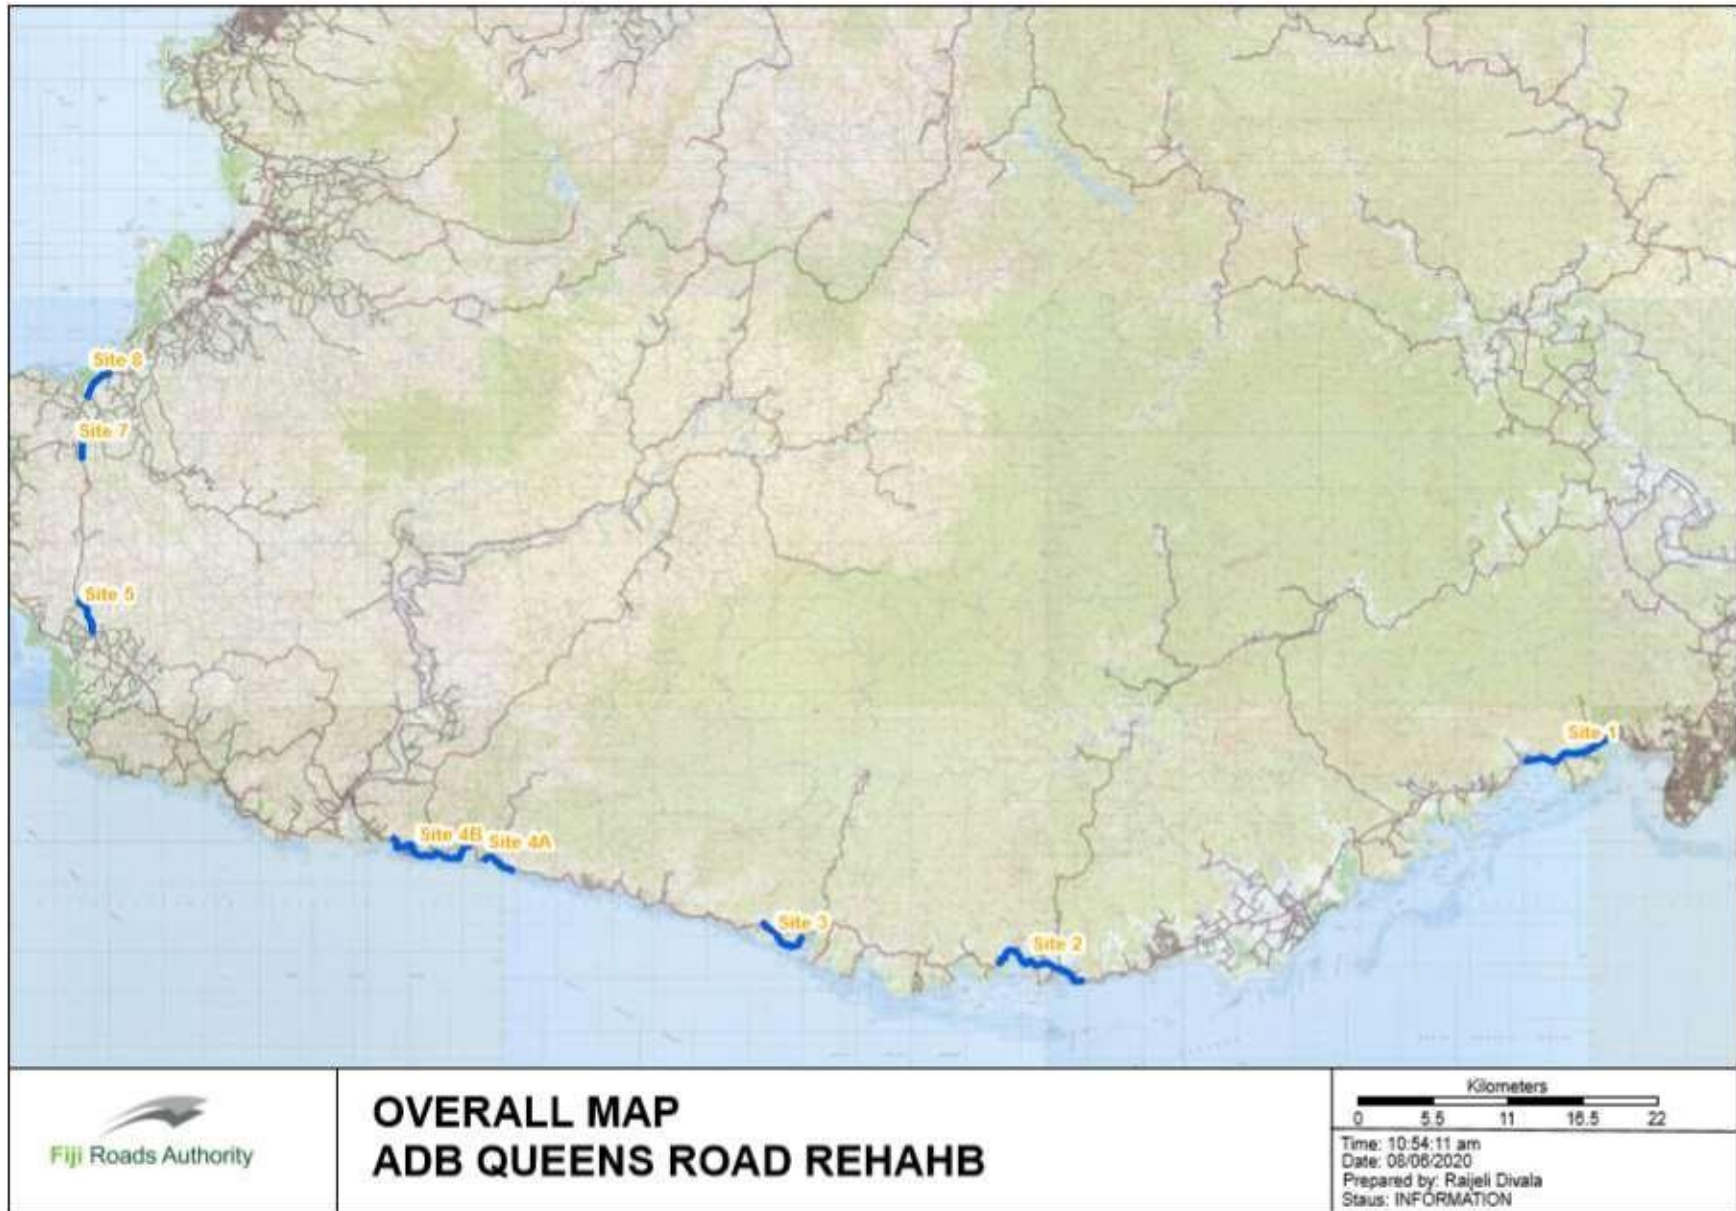 Site 8
Site 7
Site 5
Site 1
Site 4B
Site 4A
Site 3
Site 2
Fiji Roads Authority
OVERALL MAP
ADB QUEENS ROAD REHAHB
Kilometers
0 5.5 11 16.5 22
Time: 10:54:11 am
Date: 08/06/2020
Prepared by: Raijeli Divala
Staus: INFORMATION